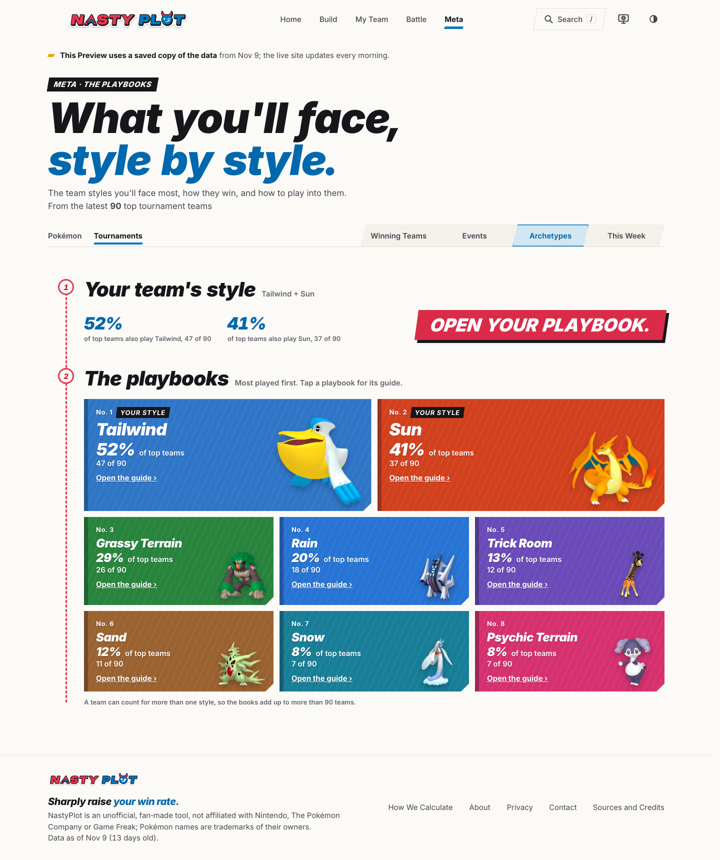 NASTY PLOT
Home
Build
My Team
Battle
Meta
Search /
This Preview uses a saved copy of the data from Nov 9; the live site updates every morning.
META · THE PLAYBOOKS
What you'll face,
style by style.
The team styles you'll face most, how they win, and how to play into them.
From the latest 90 top tournament teams
Pokémon
Tournaments
Winning Teams
Events
Archetypes
This Week
1
Your team's style Tailwind + Sun
52%
of top teams also play Tailwind, 47 of 90
41%
of top teams also play Sun, 37 of 90
OPEN YOUR PLAYBOOK.
2
The playbooks Most played first. Tap a playbook for its guide.
No. 1 YOUR STYLE
Tailwind
52% of top teams
47 of 90
Open the guide ›
No. 2 YOUR STYLE
Sun
41% of top teams
37 of 90
Open the guide ›
No. 3
Grassy Terrain
29% of top teams
26 of 90
Open the guide ›
No. 4
Rain
20% of top teams
18 of 90
Open the guide ›
No. 5
Trick Room
13% of top teams
12 of 90
Open the guide ›
No. 6
Sand
12% of top teams
11 of 90
Open the guide ›
No. 7
Snow
8% of top teams
7 of 90
Open the guide ›
No. 8
Psychic Terrain
8% of top teams
7 of 90
Open the guide ›
A team can count for more than one style, so the books add up to more than 90 teams.
NASTY PLOT
Sharply raise your win rate.
NastyPlot is an unofficial, fan-made tool, not affiliated with Nintendo, The Pokémon
Company or Game Freak; Pokémon names are trademarks of their owners.
Data as of Nov 9 (13 days old).
How We Calculate
About
Privacy
Contact
Sources and Credits